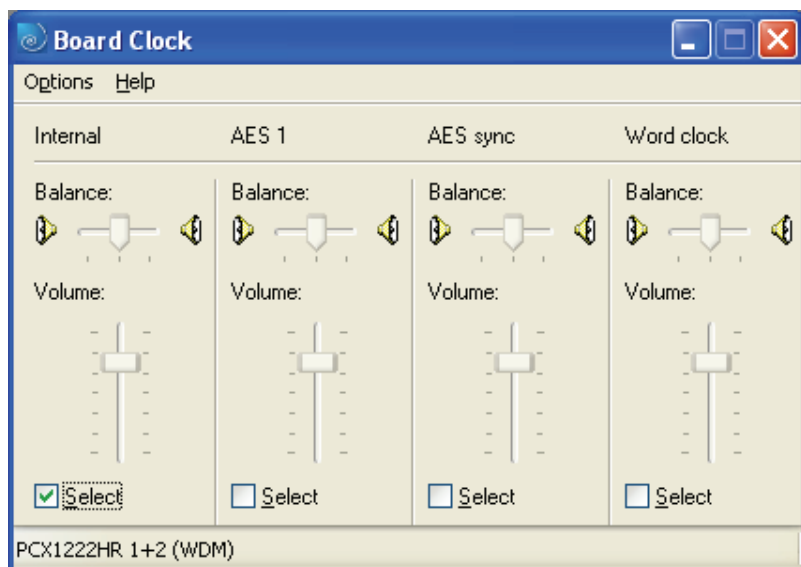 Board Clock
Options Help
Internal AES 1 AES sync Word clock
Balance: Balance: Balance: Balance:
Volume: Volume: Volume: Volume:
Select Select Select Select
PCX1222HR 1+2 (WDM)